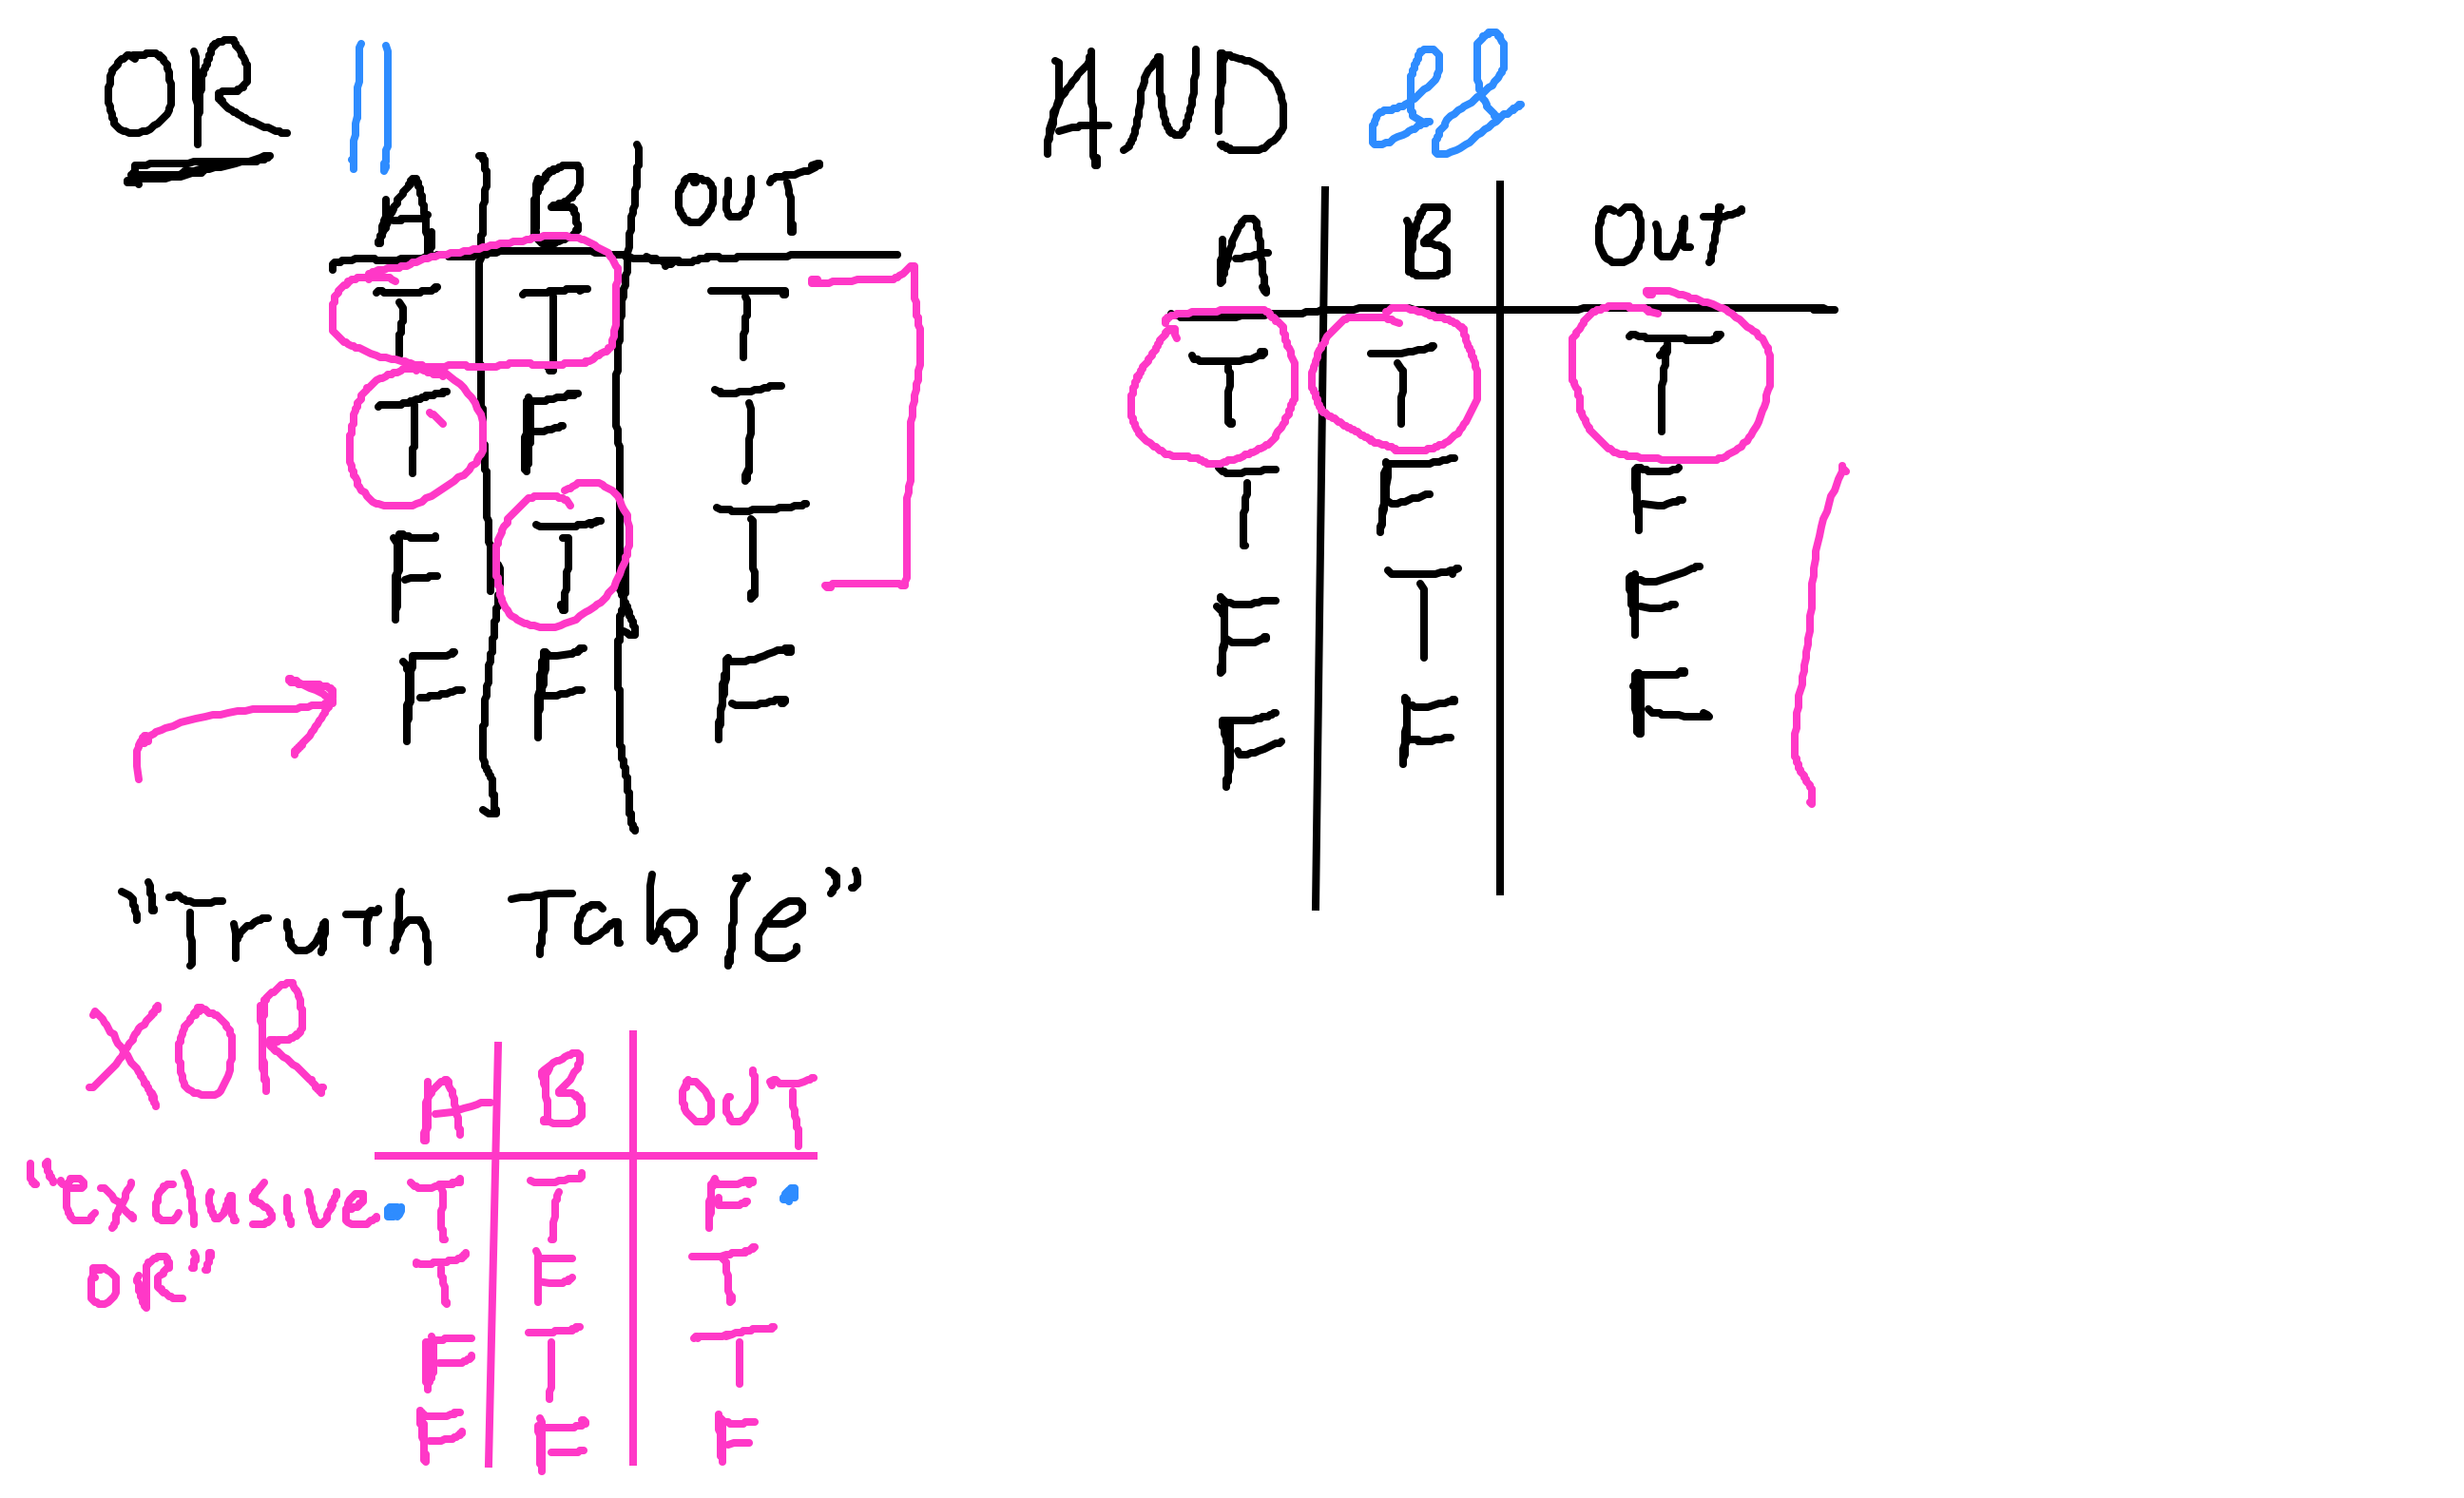 OR ||
A B OUT
T T T
T F T
F T T
F F F
AND &&
A B OUT
T T T
T F F
F T F
F F F
"Truth Table"
XOR
"exclusive
or"
A B OUT
T T F
T F T
F T T
F F F